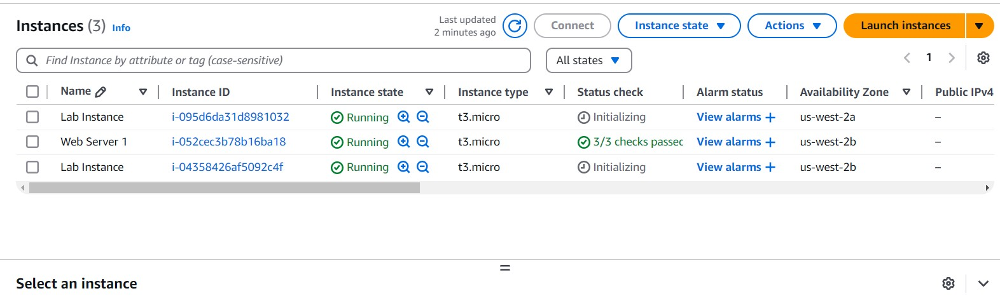 Instances (3) Info
Last updated
2 minutes ago
Connect
Instance state
Actions
Launch instances
Find Instance by attribute or tag (case-sensitive)
All states
1
Name Instance ID Instance state Instance type Status check Alarm status Availability Zone Public IPv4
Lab Instance i-095d6da31d8981032 Running t3.micro Initializing View alarms + us-west-2a –
Web Server 1 i-052cec3b78b16ba18 Running t3.micro 3/3 checks passed View alarms + us-west-2b –
Lab Instance i-04358426af5092c4f Running t3.micro Initializing View alarms + us-west-2b –
Select an instance